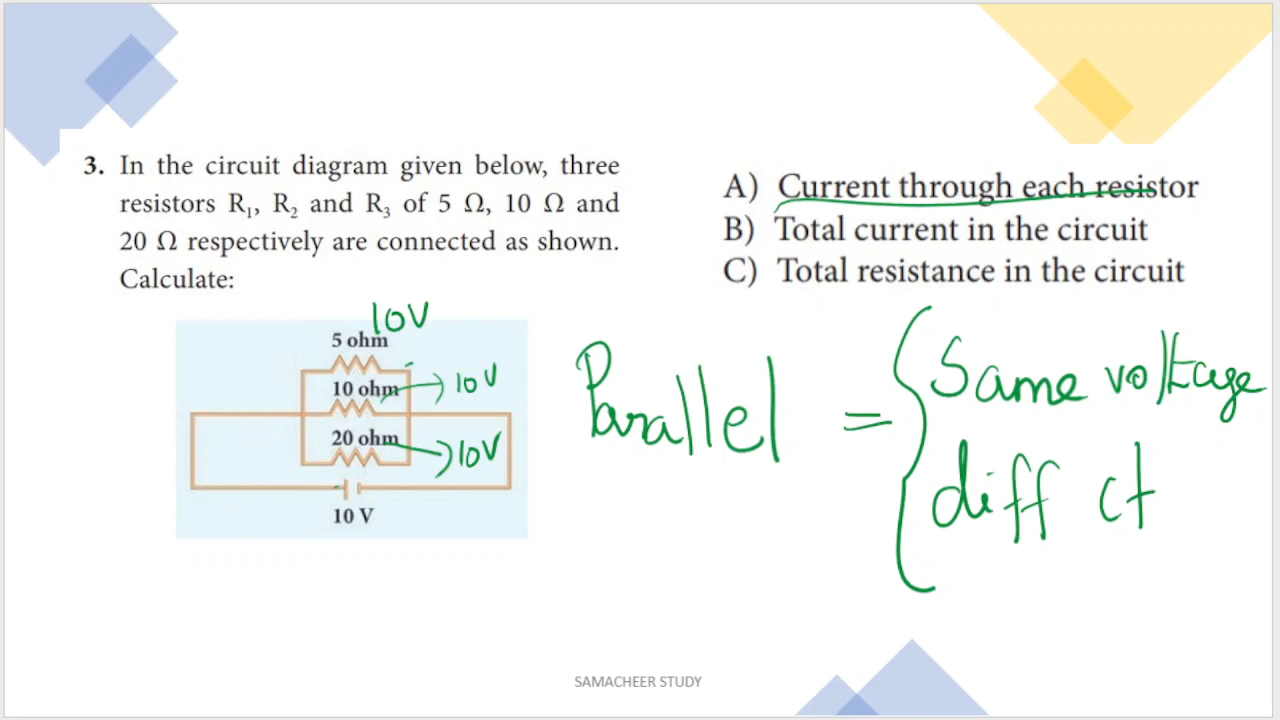 3. In the circuit diagram given below, three
resistors R₁, R₂ and R₃ of 5 Ω, 10 Ω and
20 Ω respectively are connected as shown.
Calculate:
A) Current through each resistor
B) Total current in the circuit
C) Total resistance in the circuit
10V
5 ohm
10 ohm
10V
20 ohm
10V
10 V
Parallel = {
Same voltage
diff ct
SAMACHEER STUDY